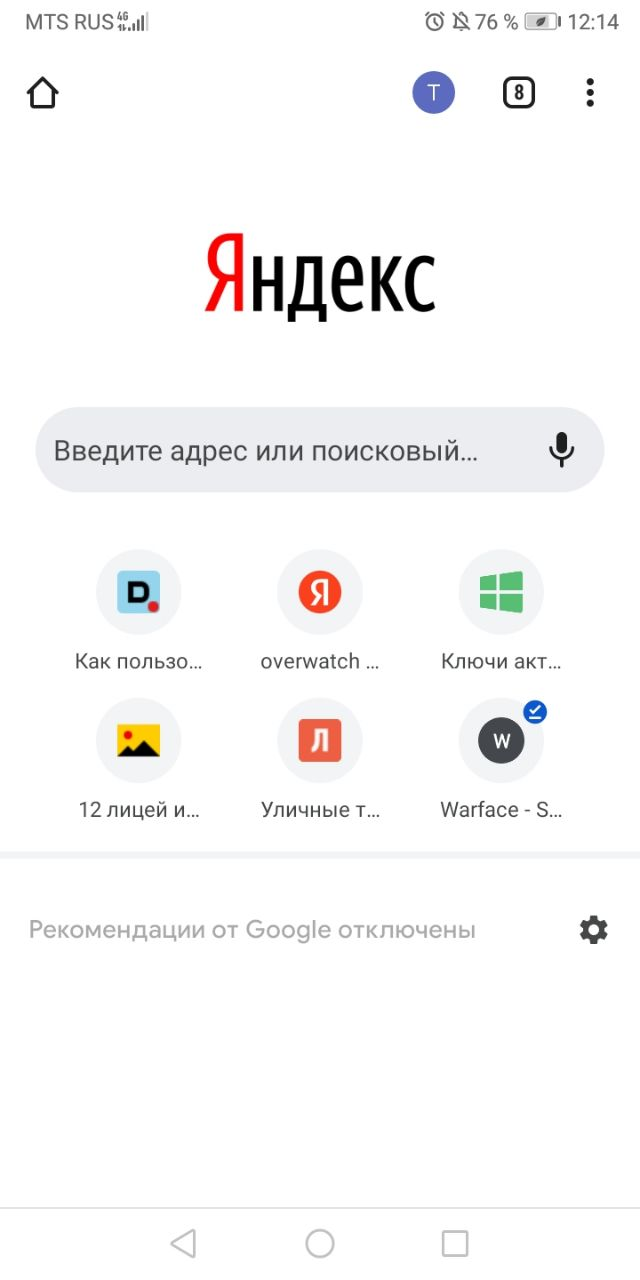 MTS RUS 4G 76 % 12:14
T 8
Яндекс
Введите адрес или поисковый...
D Я
Как пользо... overwatch ... Ключи акт...
Л W
12 лицей и... Уличные т... Warface - S...
Рекомендации от Google отключены